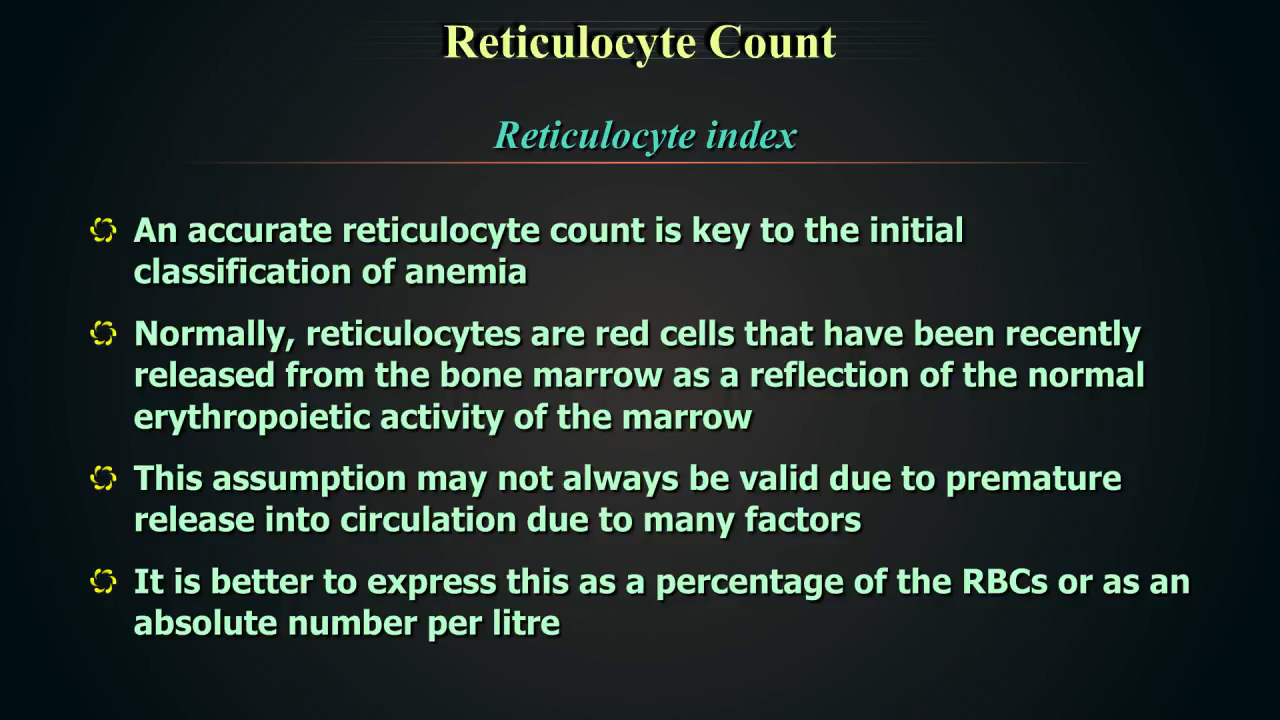 Reticulocyte Count
Reticulocyte index
An accurate reticulocyte count is key to the initial
classification of anemia
Normally, reticulocytes are red cells that have been recently
released from the bone marrow as a reflection of the normal
erythropoietic activity of the marrow
This assumption may not always be valid due to premature
release into circulation due to many factors
It is better to express this as a percentage of the RBCs or as an
absolute number per litre